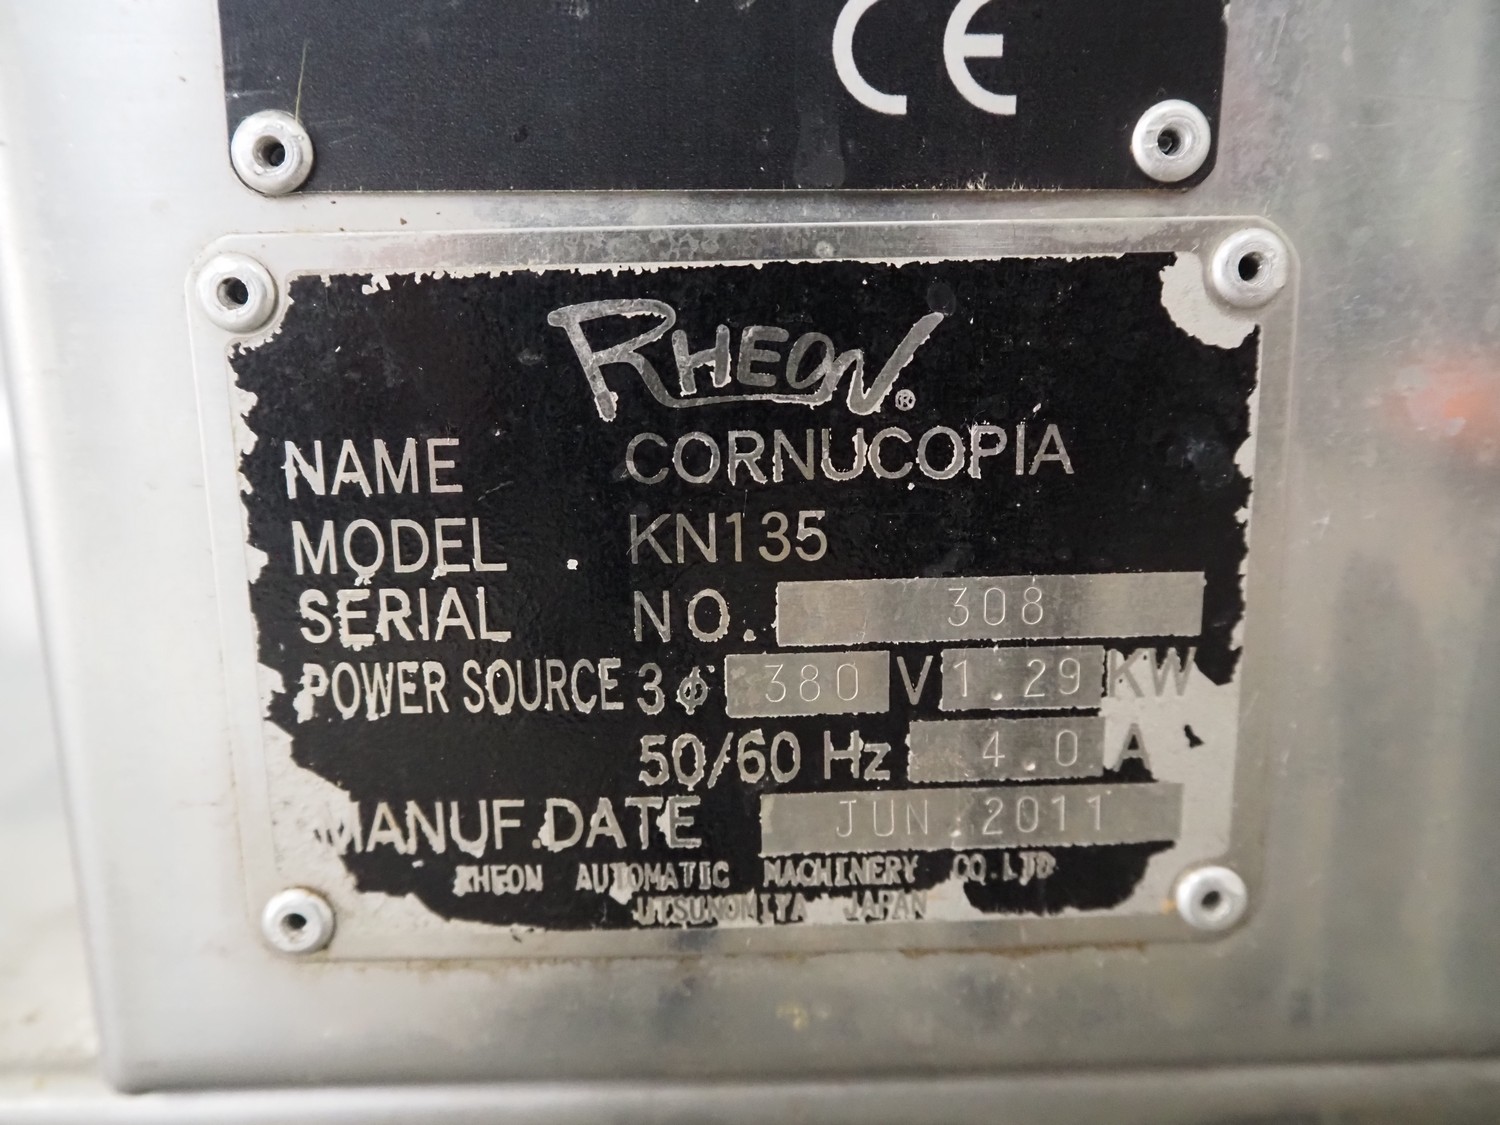 CE
RHEON®
NAME CORNUCOPIA
MODEL KN135
SERIAL NO. 308
POWER SOURCE 3φ 380 V 1.29 KW
50/60 Hz 4.0 A
MANUF.DATE JUN.2011
RHEON AUTOMATIC MACHINERY CO.LTD
UTSUNOMIYA JAPAN